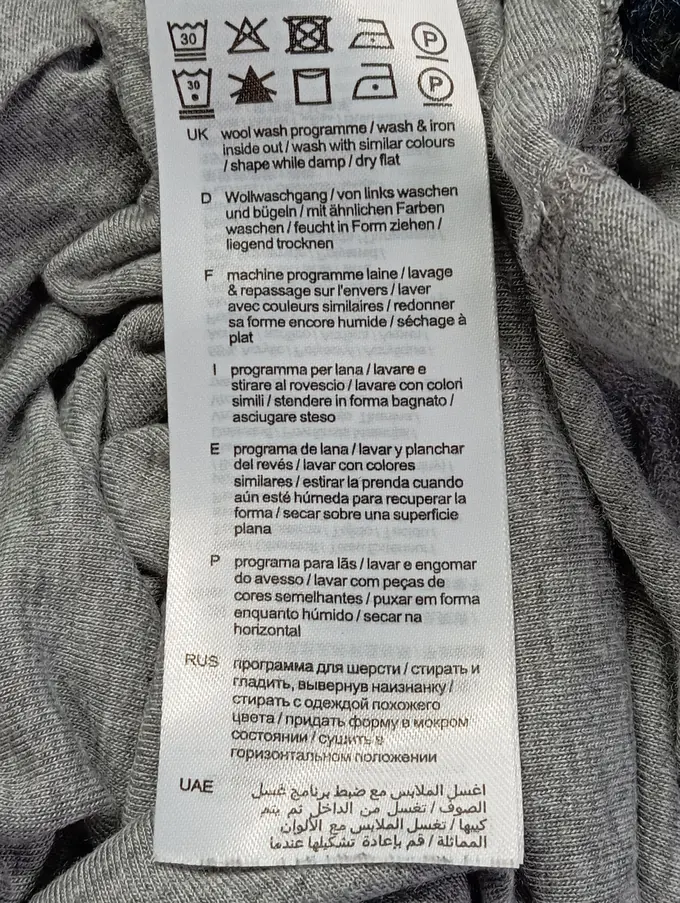 30 P
30 P
UK wool wash programme / wash & iron
inside out / wash with similar colours
/ shape while damp / dry flat
D Wollwaschgang / von links waschen
und bügeln / mit ähnlichen Farben
waschen / feucht in Form ziehen /
liegend trocknen
F machine programme laine / lavage
& repassage sur l'envers / laver
avec couleurs similaires / redonner
sa forme encore humide / séchage à
plat
I programma per lana / lavare e
stirare al rovescio / lavare con colori
simili / stendere in forma bagnato /
asciugare steso
E programa de lana / lavar y planchar
del revés / lavar con colores
similares / estirar la prenda cuando
aún esté húmeda para recuperar la
forma / secar sobre una superficie
plana
P programa para lãs / lavar e engomar
do avesso / lavar com peças de
cores semelhantes / puxar em forma
enquanto húmido / secar na
horizontal
RUS программа для шерсти / стирать и
гладить, вывернув наизнанку /
стирать с одеждой похожего
цвета / придать форму в мокром
состоянии / сушить в
горизонтальном положении
UAE اغسل الملابس مع ضبط برنامج غسل
الصوف / تغسل من الداخل ثم يتم
كيها / تغسل الملابس مع الألوان
المماثلة / قم بإعادة تشكيلها عندما